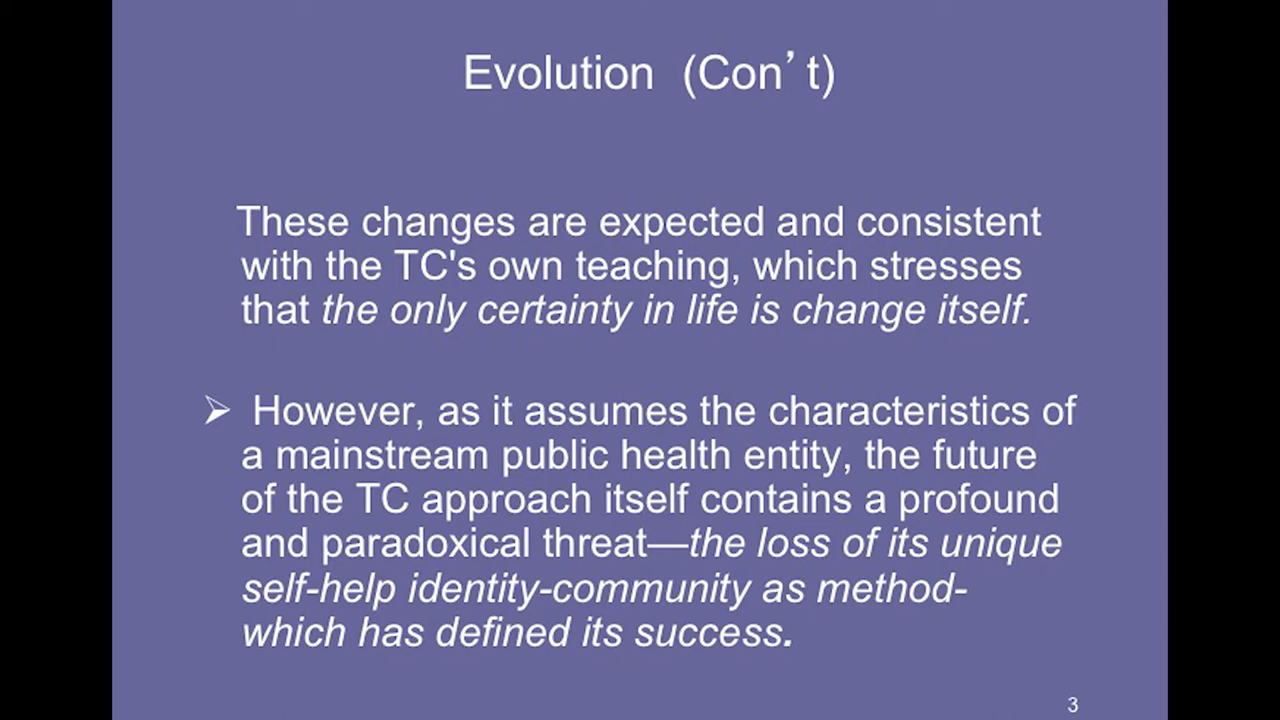 Evolution (Con’t)
These changes are expected and consistent
with the TC's own teaching, which stresses
that the only certainty in life is change itself.
➢ However, as it assumes the characteristics of
a mainstream public health entity, the future
of the TC approach itself contains a profound
and paradoxical threat—the loss of its unique
self-help identity-community as method-
which has defined its success.
3